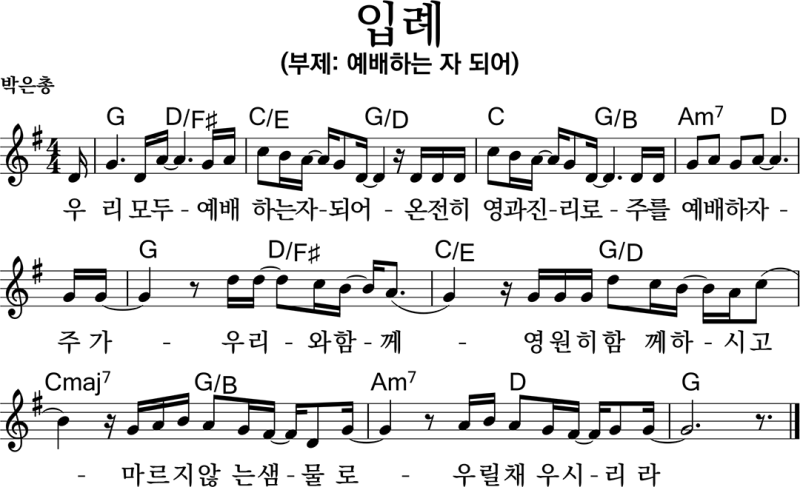 입례
(부제: 예배하는 자 되어)
박은총
G D/F# C/E G/D C G/B Am7 D
우 리 모두 - 예배 하는자 - 되어 - 온전히 영과진 - 리로 - 주를 예배하자 -
G D/F# C/E G/D
주 가 - 우리 - 와함 - 께 - 영원히함 께하 - 시고
Cmaj7 G/B Am7 D G
- 마르지않 는샘 - 물 로 - 우릴채 우시 - 리 라